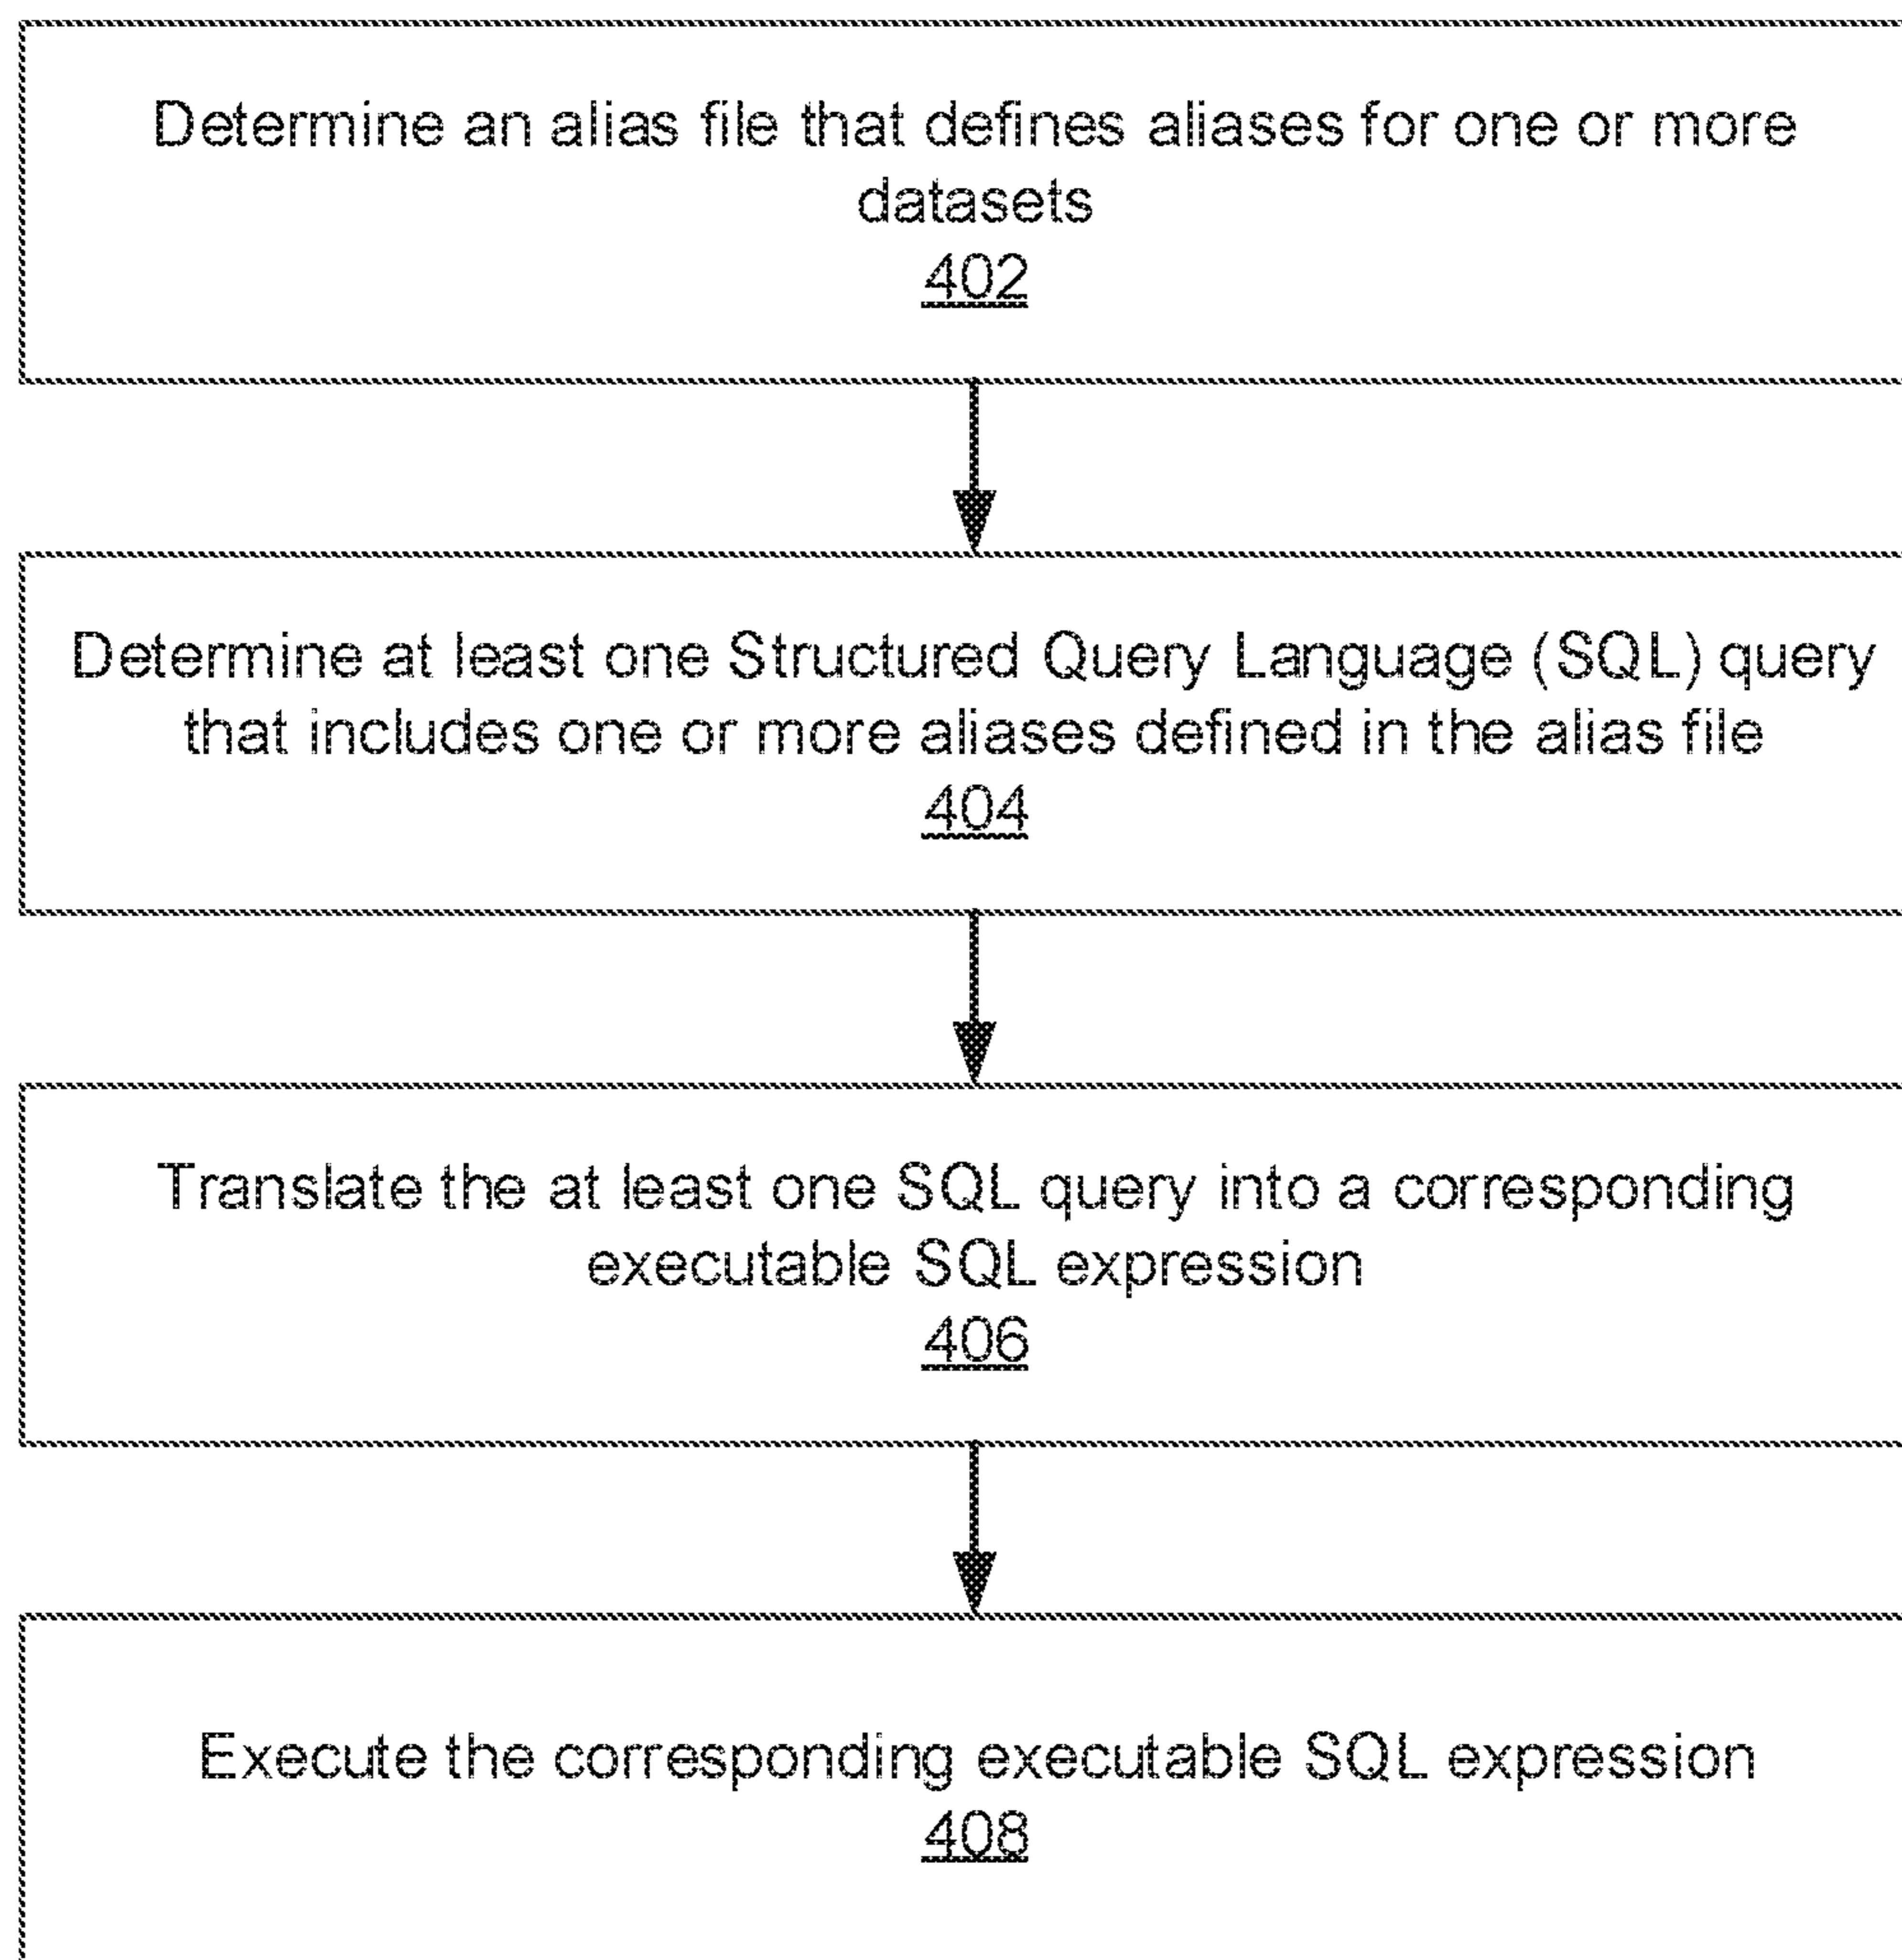 Determine an alias file that defines aliases for one or more
datasets
402
Determine at least one Structured Query Language (SQL) query
that includes one or more aliases defined in the alias file
404
Translate the at least one SQL query into a corresponding
executable SQL expression
406
Execute the corresponding executable SQL expression
408